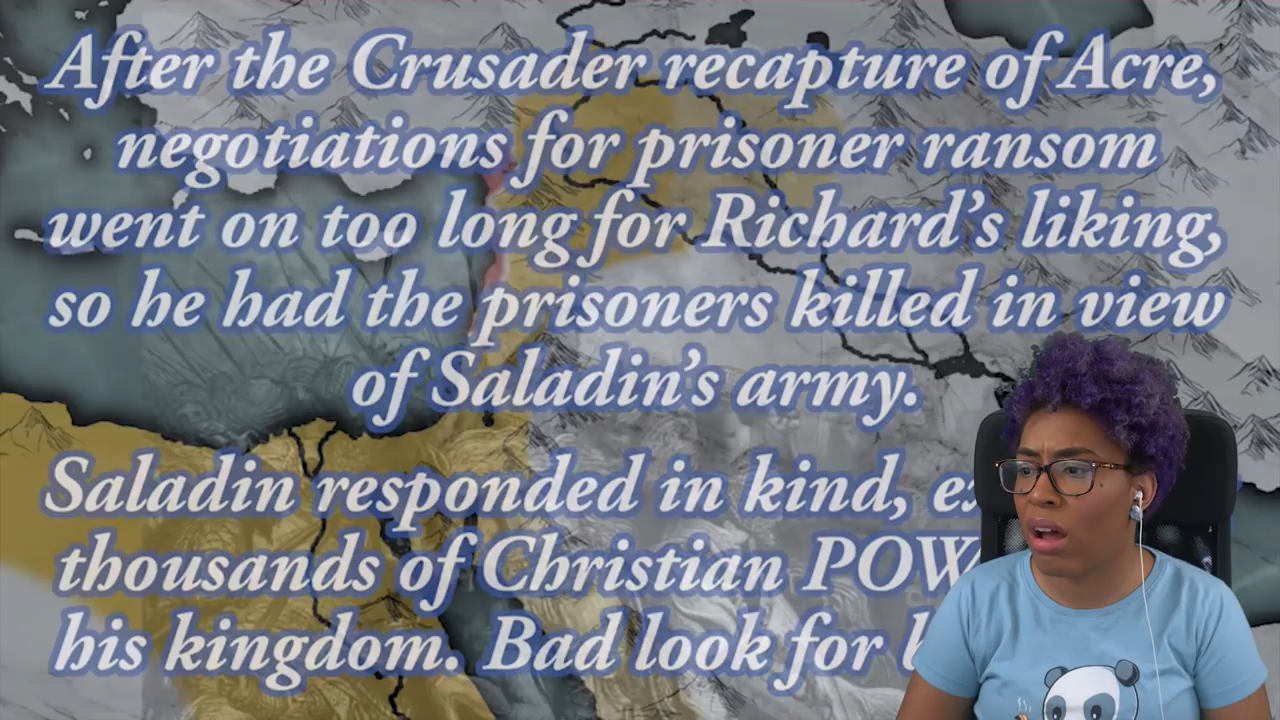 After the Crusader recapture of Acre,
negotiations for prisoner ransom
went on too long for Richard's liking,
so he had the prisoners killed in view
of Saladin's army.
Saladin responded in kind,
thousands of Christian
his kingdom. Bad look for